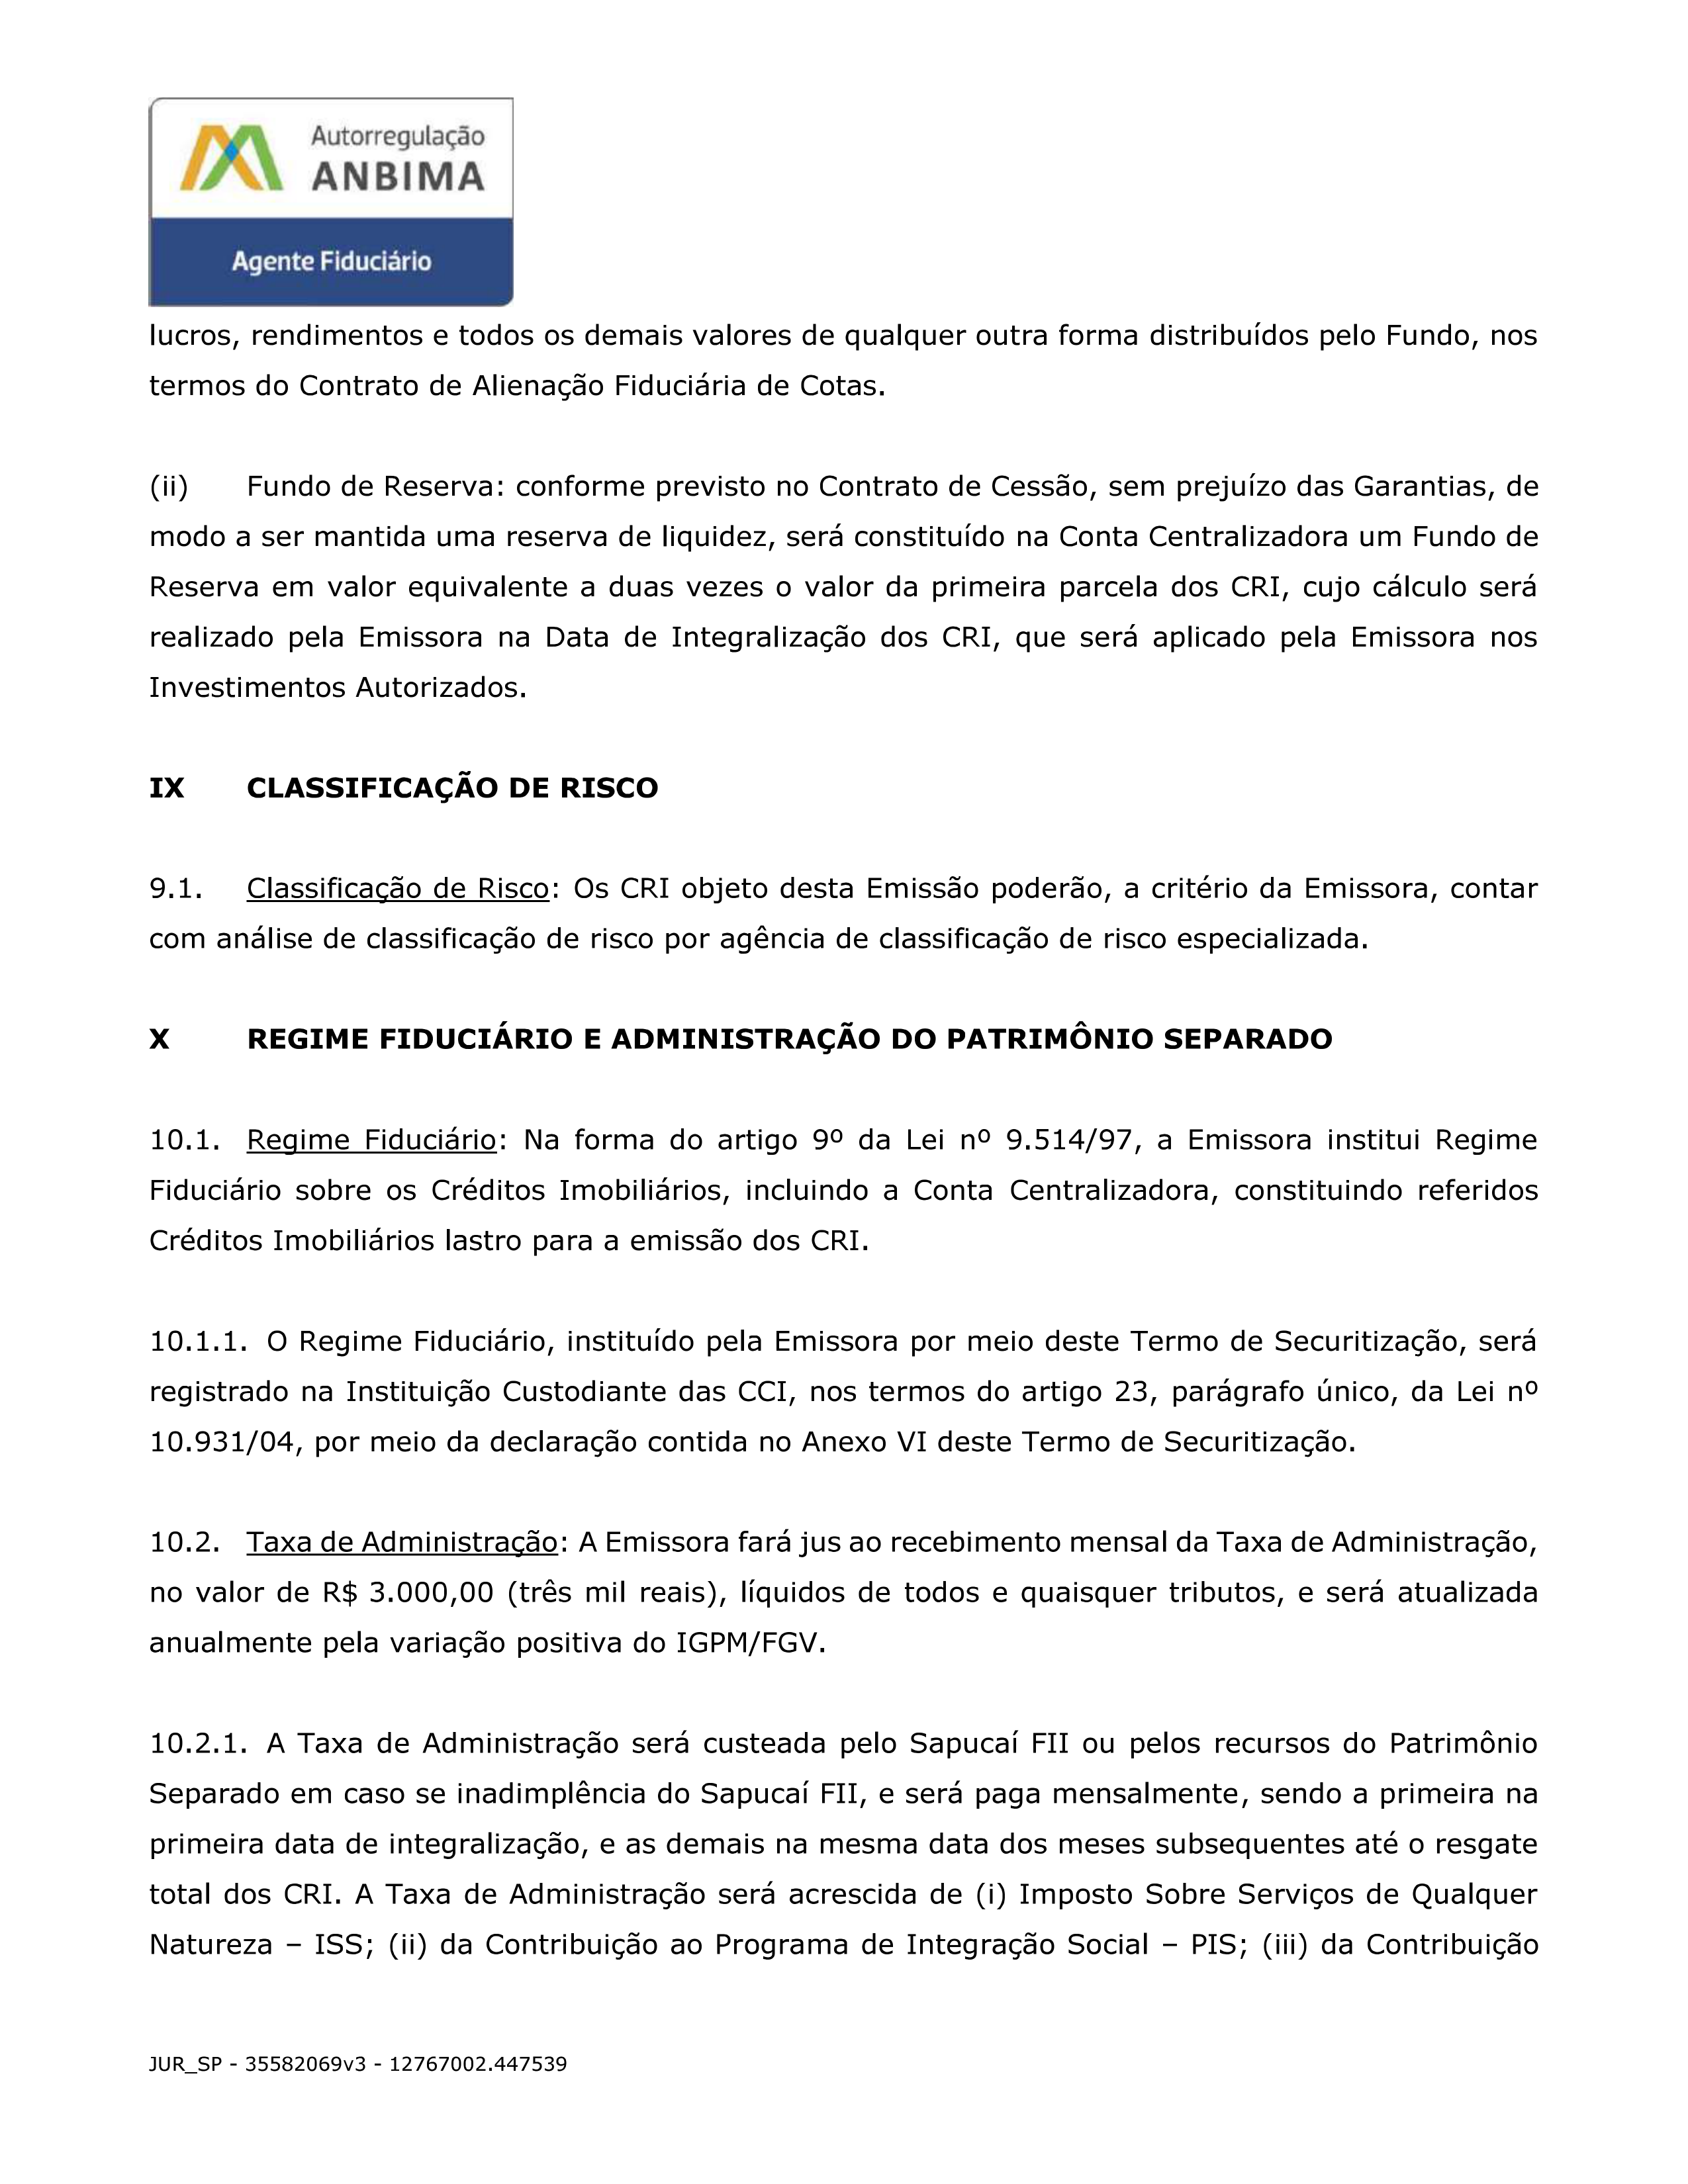 Autorregulação
ANBIMA
Agente Fiduciário
lucros, rendimentos e todos os demais valores de qualquer outra forma distribuídos pelo Fundo, nos
termos do Contrato de Alienação Fiduciária de Cotas.
(ii) Fundo de Reserva: conforme previsto no Contrato de Cessão, sem prejuízo das Garantias, de
modo a ser mantida uma reserva de liquidez, será constituído na Conta Centralizadora um Fundo de
Reserva em valor equivalente a duas vezes o valor da primeira parcela dos CRI, cujo cálculo será
realizado pela Emissora na Data de Integralização dos CRI, que será aplicado pela Emissora nos
Investimentos Autorizados.
IX CLASSIFICAÇÃO DE RISCO
9.1. Classificação de Risco: Os CRI objeto desta Emissão poderão, a critério da Emissora, contar
com análise de classificação de risco por agência de classificação de risco especializada.
X REGIME FIDUCIÁRIO E ADMINISTRAÇÃO DO PATRIMÔNIO SEPARADO
10.1. Regime Fiduciário: Na forma do artigo 9º da Lei nº 9.514/97, a Emissora institui Regime
Fiduciário sobre os Créditos Imobiliários, incluindo a Conta Centralizadora, constituindo referidos
Créditos Imobiliários lastro para a emissão dos CRI.
10.1.1. O Regime Fiduciário, instituído pela Emissora por meio deste Termo de Securitização, será
registrado na Instituição Custodiante das CCI, nos termos do artigo 23, parágrafo único, da Lei nº
10.931/04, por meio da declaração contida no Anexo VI deste Termo de Securitização.
10.2. Taxa de Administração: A Emissora fará jus ao recebimento mensal da Taxa de Administração,
no valor de R$ 3.000,00 (três mil reais), líquidos de todos e quaisquer tributos, e será atualizada
anualmente pela variação positiva do IGPM/FGV.
10.2.1. A Taxa de Administração será custeada pelo Sapucaí FII ou pelos recursos do Patrimônio
Separado em caso se inadimplência do Sapucaí FII, e será paga mensalmente, sendo a primeira na
primeira data de integralização, e as demais na mesma data dos meses subsequentes até o resgate
total dos CRI. A Taxa de Administração será acrescida de (i) Imposto Sobre Serviços de Qualquer
Natureza – ISS; (ii) da Contribuição ao Programa de Integração Social – PIS; (iii) da Contribuição
JUR_SP - 35582069v3 - 12767002.447539